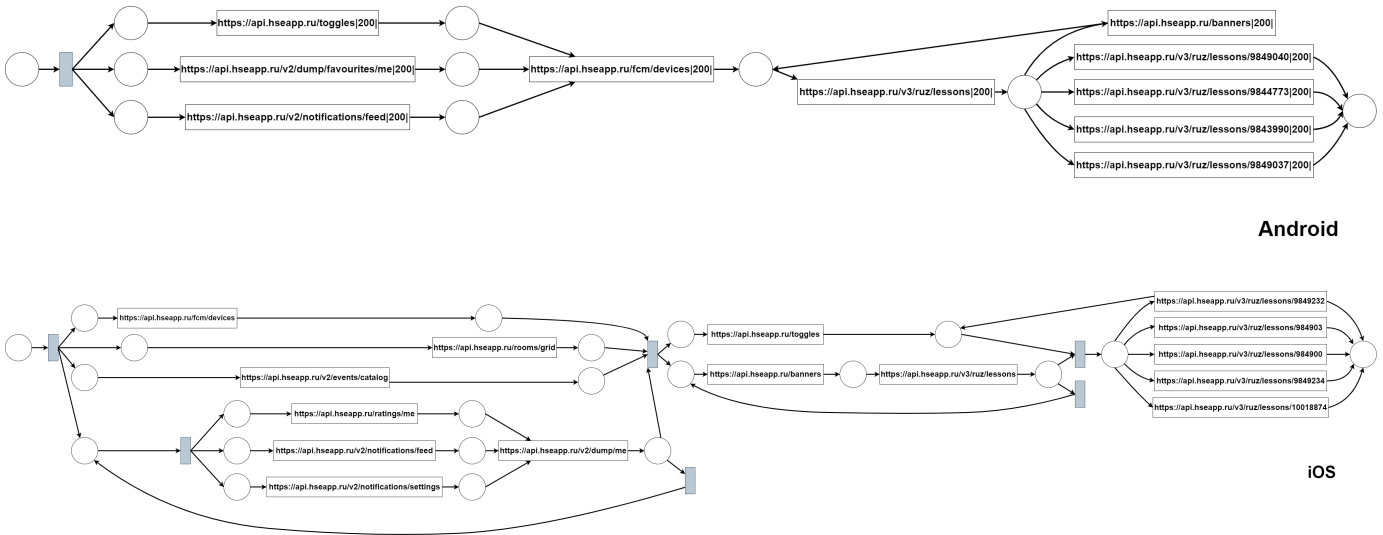 https://api.hseapp.ru/toggles|200|
https://api.hseapp.ru/v2/dump/favourites/me|200|
https://api.hseapp.ru/v2/notifications/feed|200|
https://api.hseapp.ru/fcm/devices|200|
https://api.hseapp.ru/banners|200|
https://api.hseapp.ru/v3/ruz/lessons|200|
https://api.hseapp.ru/v3/ruz/lessons/9849040|200|
https://api.hseapp.ru/v3/ruz/lessons/9844773|200|
https://api.hseapp.ru/v3/ruz/lessons/9843990|200|
https://api.hseapp.ru/v3/ruz/lessons/9849037|200|
Android
https://api.hseapp.ru/fcm/devices
https://api.hseapp.ru/rooms/grid
https://api.hseapp.ru/v2/events/catalog
https://api.hseapp.ru/ratings/me
https://api.hseapp.ru/v2/notifications/feed
https://api.hseapp.ru/v2/notifications/settings
https://api.hseapp.ru/v2/dump/me
https://api.hseapp.ru/toggles
https://api.hseapp.ru/banners
https://api.hseapp.ru/v3/ruz/lessons
https://api.hseapp.ru/v3/ruz/lessons/9849232
https://api.hseapp.ru/v3/ruz/lessons/984903
https://api.hseapp.ru/v3/ruz/lessons/984900
https://api.hseapp.ru/v3/ruz/lessons/9849234
https://api.hseapp.ru/v3/ruz/lessons/10018874
iOS